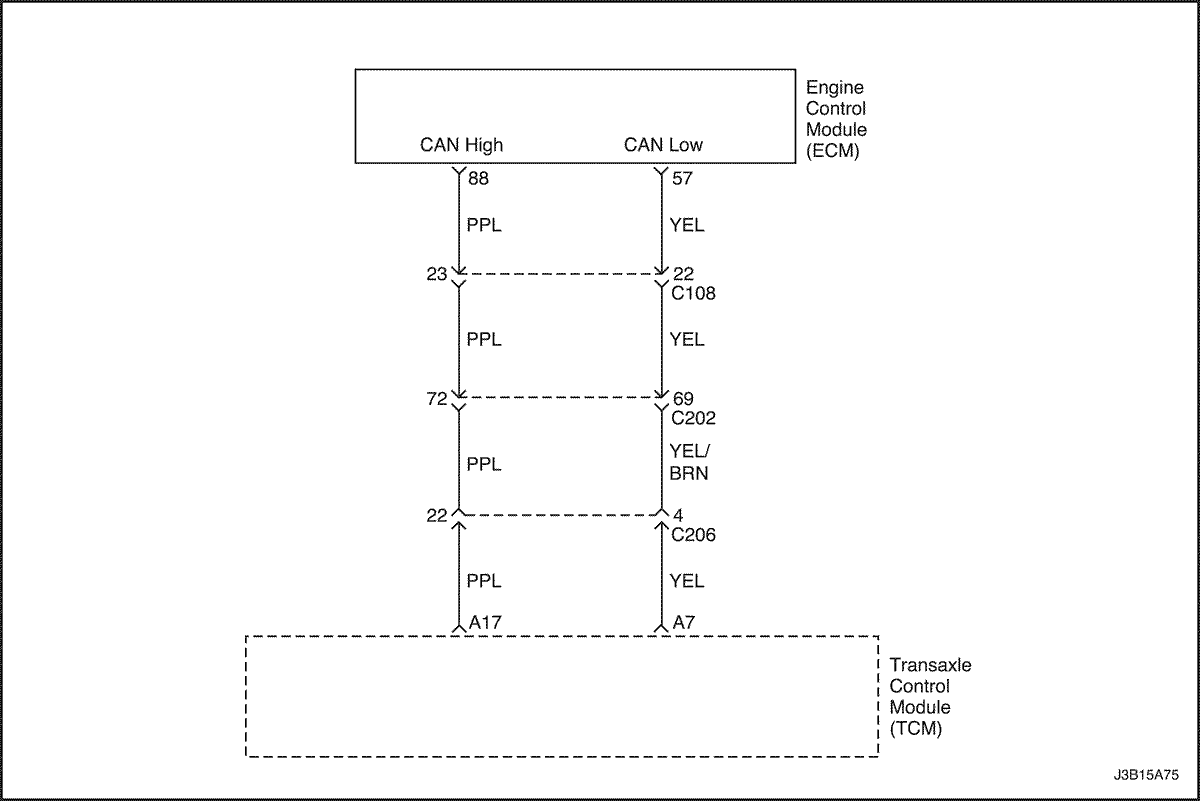 Engine
Control
Module
(ECM)
CAN High CAN Low
88 57
PPL YEL
23 22
C108
PPL YEL
72 69
C202
PPL YEL/
BRN
22 4
C206
PPL YEL
A17 A7
Transaxle
Control
Module
(TCM)
J3B15A75